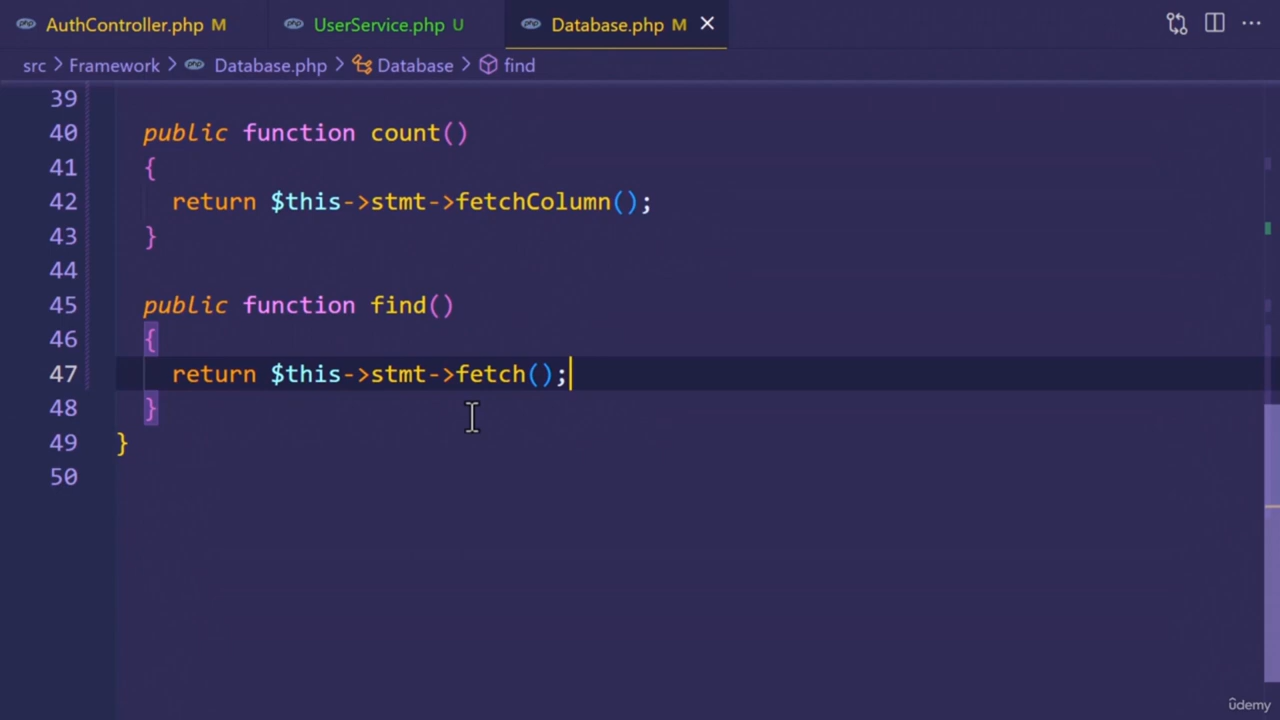 AuthController.php M UserService.php U Database.php M
src > Framework > Database.php > Database > find
39
40 public function count()
41 {
42 return $this->stmt->fetchColumn();
43 }
44
45 public function find()
46 {
47 return $this->stmt->fetch();
48 }
49 }
50
ûdemy